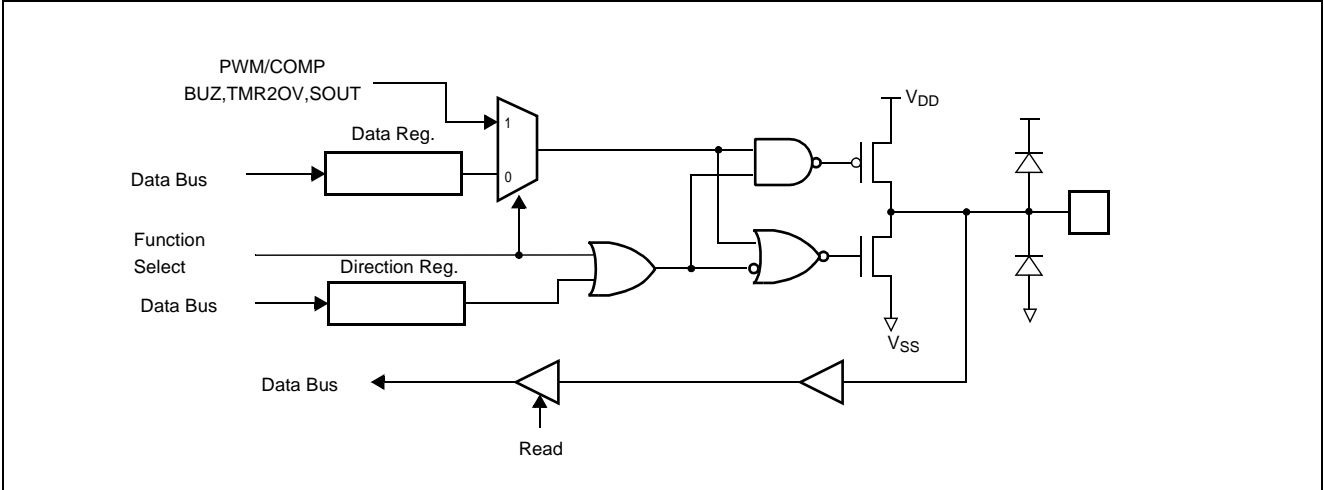 PWM/COMP
BUZ,TMR2OV,SOUT
VDD
1
Data Reg.
Data Bus
0
Function
Select
Direction Reg.
Data Bus
VSS
Data Bus
Read